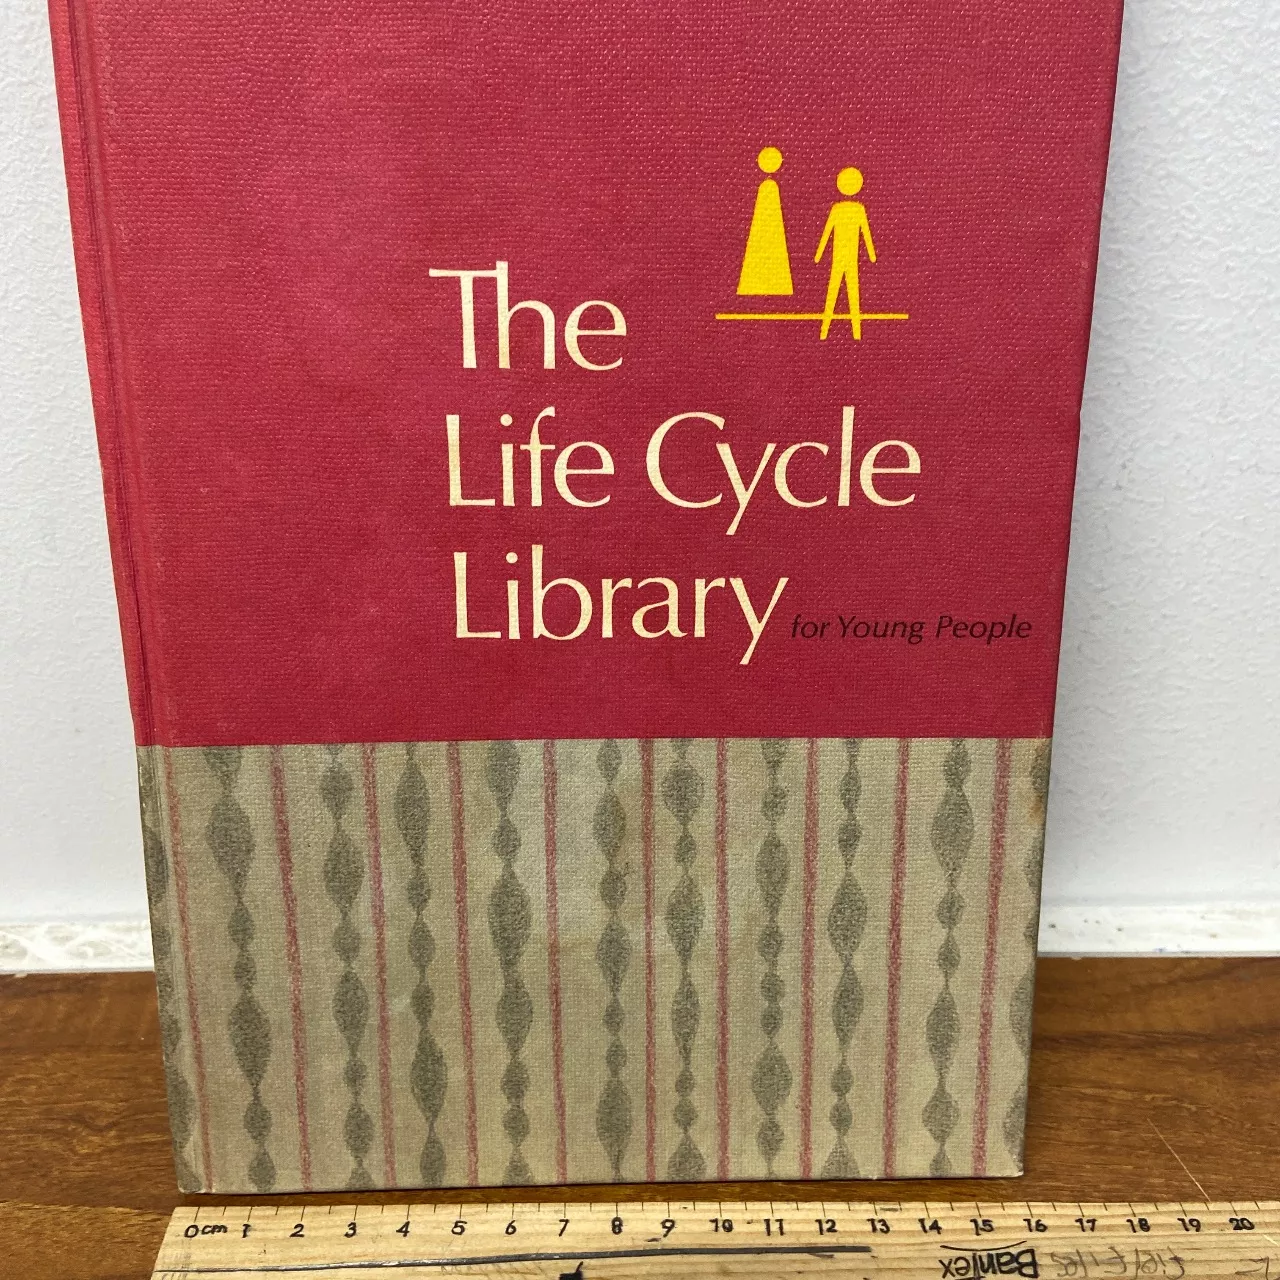 The
Life Cycle
Library for Young People
0cm 1 2 3 4 5 6 7 8 9 10 11 12 13 14 15 16 17 18 19 20
Bantex